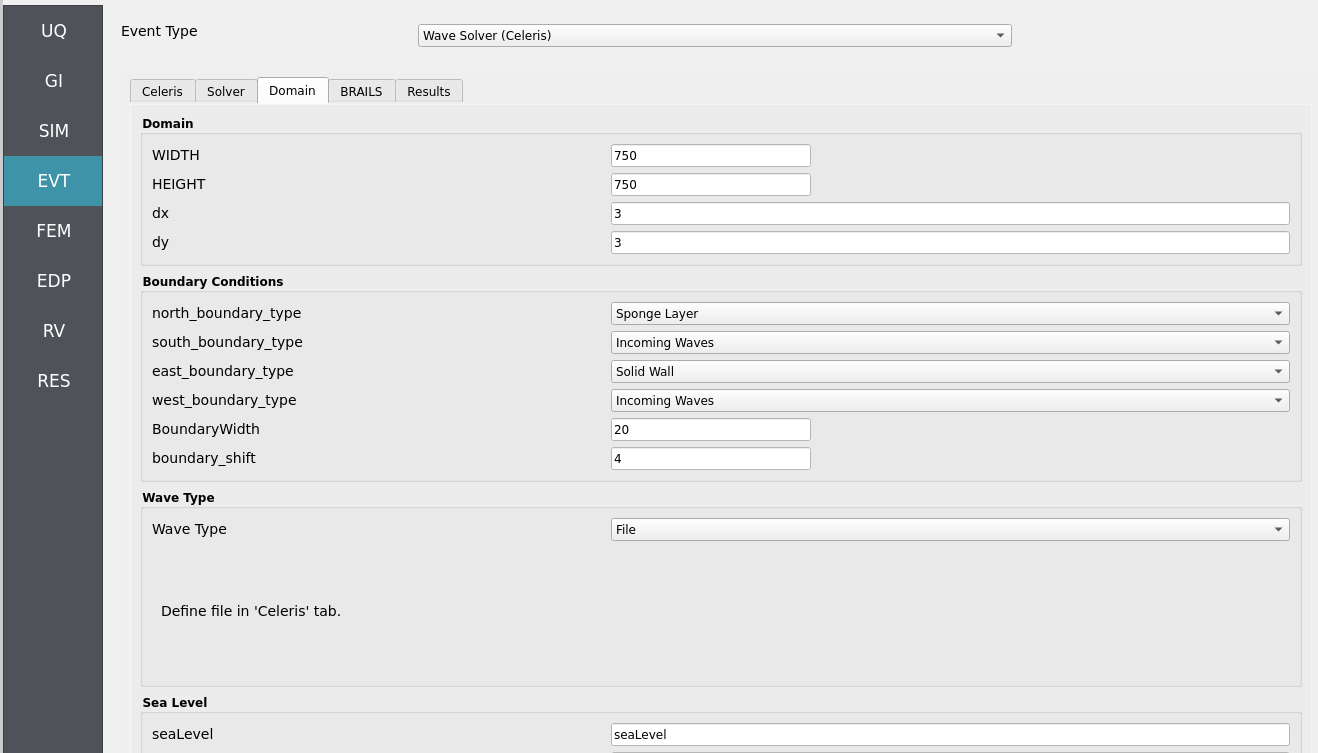 UQ
GI
SIM
EVT
FEM
EDP
RV
RES
Event Type Wave Solver (Celeris)
Celeris Solver Domain BRAILS Results
Domain
WIDTH 750
HEIGHT 750
dx 3
dy 3
Boundary Conditions
north_boundary_type Sponge Layer
south_boundary_type Incoming Waves
east_boundary_type Solid Wall
west_boundary_type Incoming Waves
BoundaryWidth 20
boundary_shift 4
Wave Type
Wave Type File
Define file in 'Celeris' tab.
Sea Level
seaLevel seaLevel